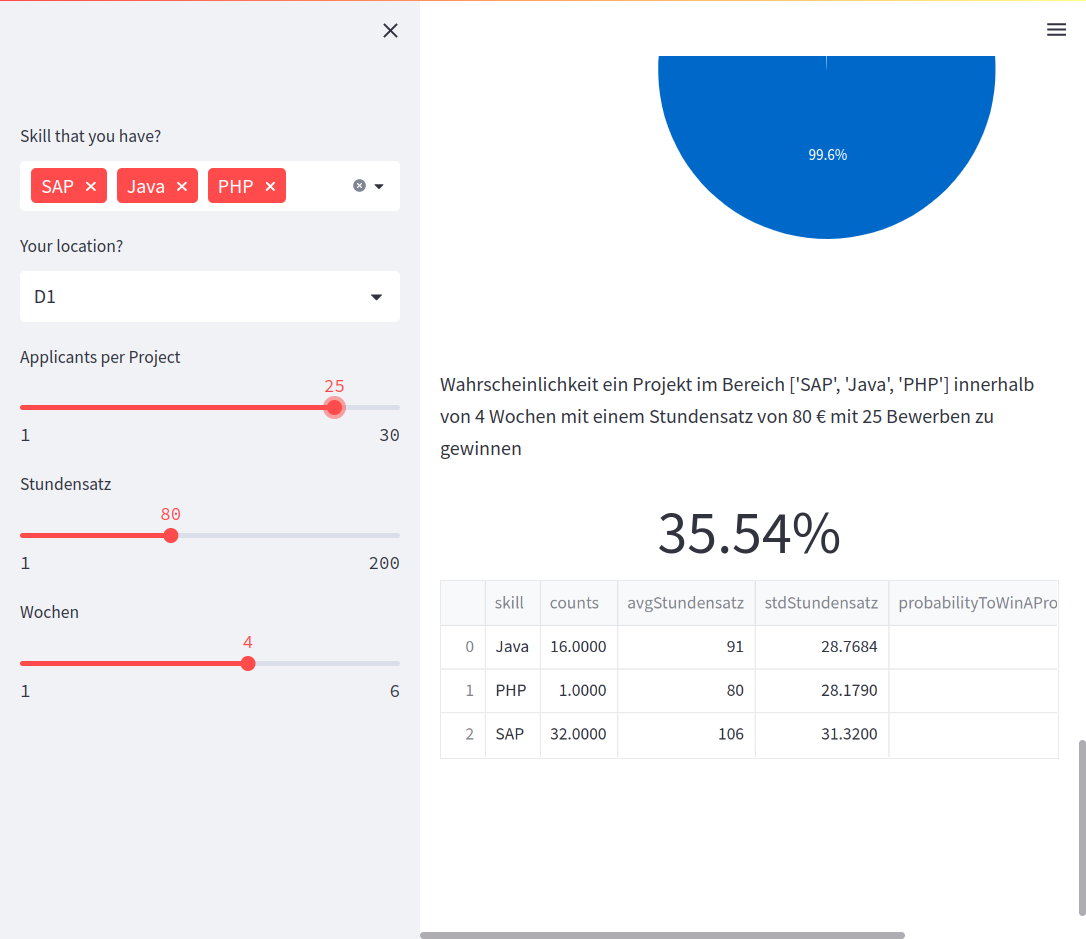 Skill that you have?
SAP Java PHP
Your location?
D1
Applicants per Project
25
1 30
Stundensatz
80
1 200
Wochen
4
1 6
99.6%
Wahrscheinlichkeit ein Projekt im Bereich ['SAP', 'Java', 'PHP'] innerhalb
von 4 Wochen mit einem Stundensatz von 80 € mit 25 Bewerben zu
gewinnen
35.54%
skill counts avgStundensatz stdStundensatz probabilityToWinAPro
0 Java 16.0000 91 28.7684
1 PHP 1.0000 80 28.1790
2 SAP 32.0000 106 31.3200